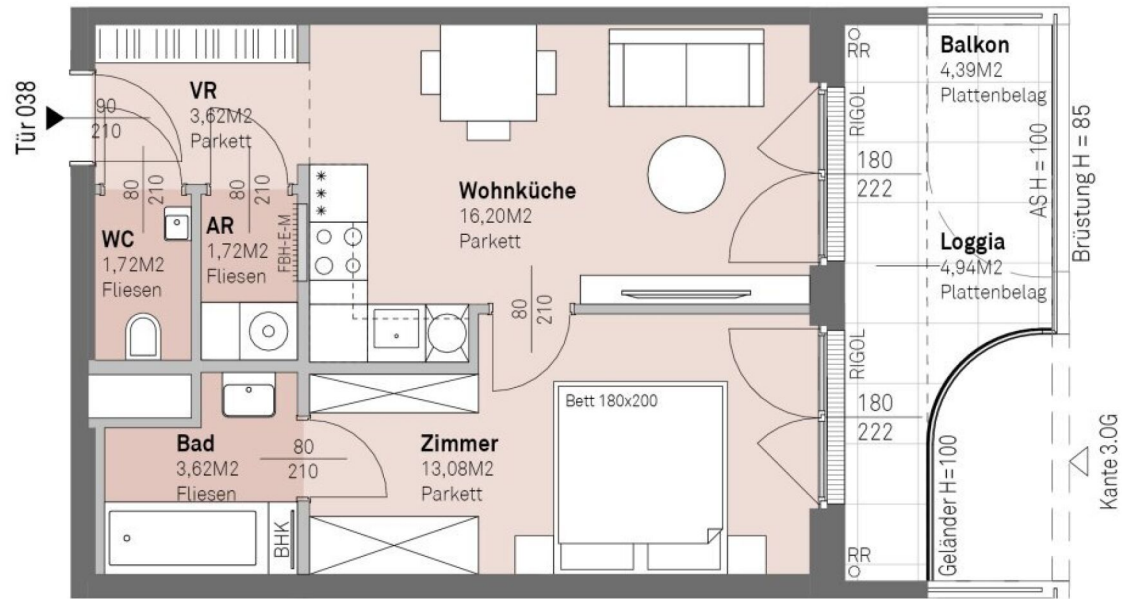 Tür 038
90
210
VR
3,62M2
Parkett
80
210
80
210
WC
1,72M2
Fliesen
AR
1,72M2
Fliesen
FBH-E-M
Wohnküche
16,20M2
Parkett
80
210
RR
RIGOL
180
222
Balkon
4,39M2
Plattenbelag
ASH = 100
Brüstung H = 85
Loggia
4,94M2
Plattenbelag
RIGOL
180
222
Bad
3,62M2
Fliesen
80
210
BHK
Zimmer
13,08M2
Parkett
Bett 180x200
RR
Geländer H=100
Kante 3.OG